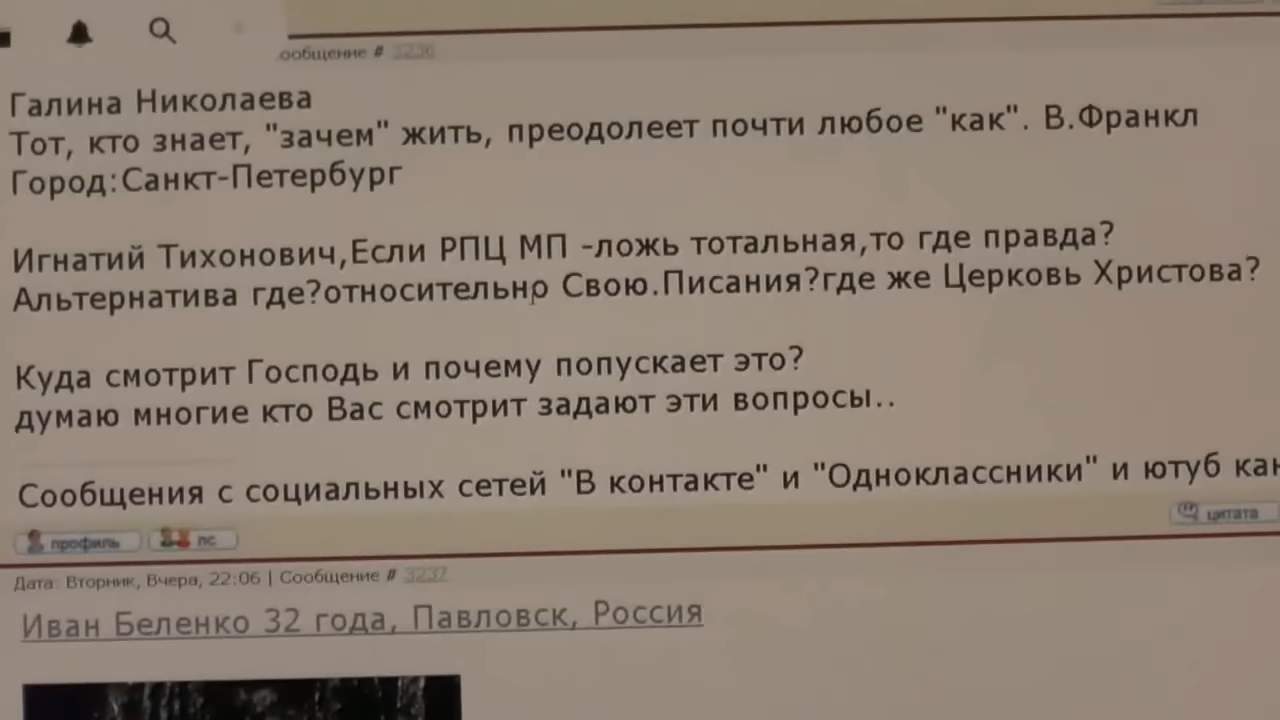 ообщение # 3236
Галина Николаева
Тот, кто знает, "зачем" жить, преодолеет почти любое "как". В.Франкл
Город:Санкт-Петербург
Игнатий Тихонович,Если РПЦ МП -ложь тотальная,то где правда?
Альтернатива где?относительно Свою.Писания?где же Церковь Христова?
Куда смотрит Господь и почему попускает это?
думаю многие кто Вас смотрит задают эти вопросы..
Сообщения с социальных сетей "В контакте" и "Одноклассники" и ютуб кан
цитата
профиль лс
Дата: Вторник, Вчера, 22:06 | Сообщение # 3237
Иван Беленко 32 года, Павловск, Россия